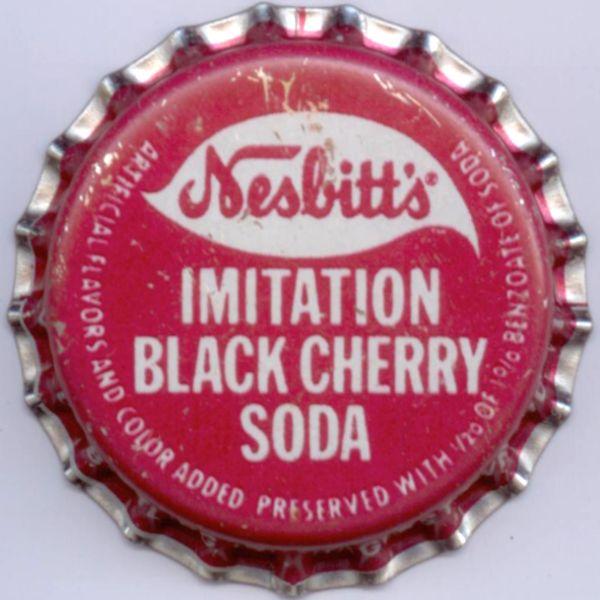 Nesbitt's®
IMITATION
BLACK CHERRY
SODA
ARTIFICIAL FLAVORS AND COLOR ADDED PRESERVED WITH 1/20 OF 1% BENZOATE OF SODA